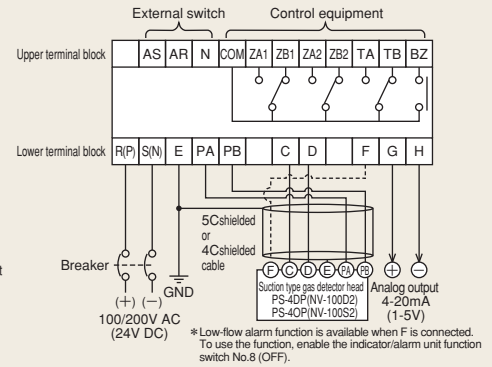 External switch
Control equipment
Upper terminal block
AS AR N COM ZA1 ZB1 ZA2 ZB2 TA TB BZ
Lower terminal block
R(P) S(N) E PA PB C D F G H
5Cshielded
or
4Cshielded
cable
Breaker
GND
(+) (−)
100/200V AC
(24V DC)
F C D E PA PB
Suction type gas detector head
PS-4DP(NV-100D2)
PS-4OP(NV-100S2)
+ −
Analog output
4-20mA
(1-5V)
*Low-flow alarm function is available when F is connected.
To use the function, enable the indicator/alarm unit function
switch No.8 (OFF).